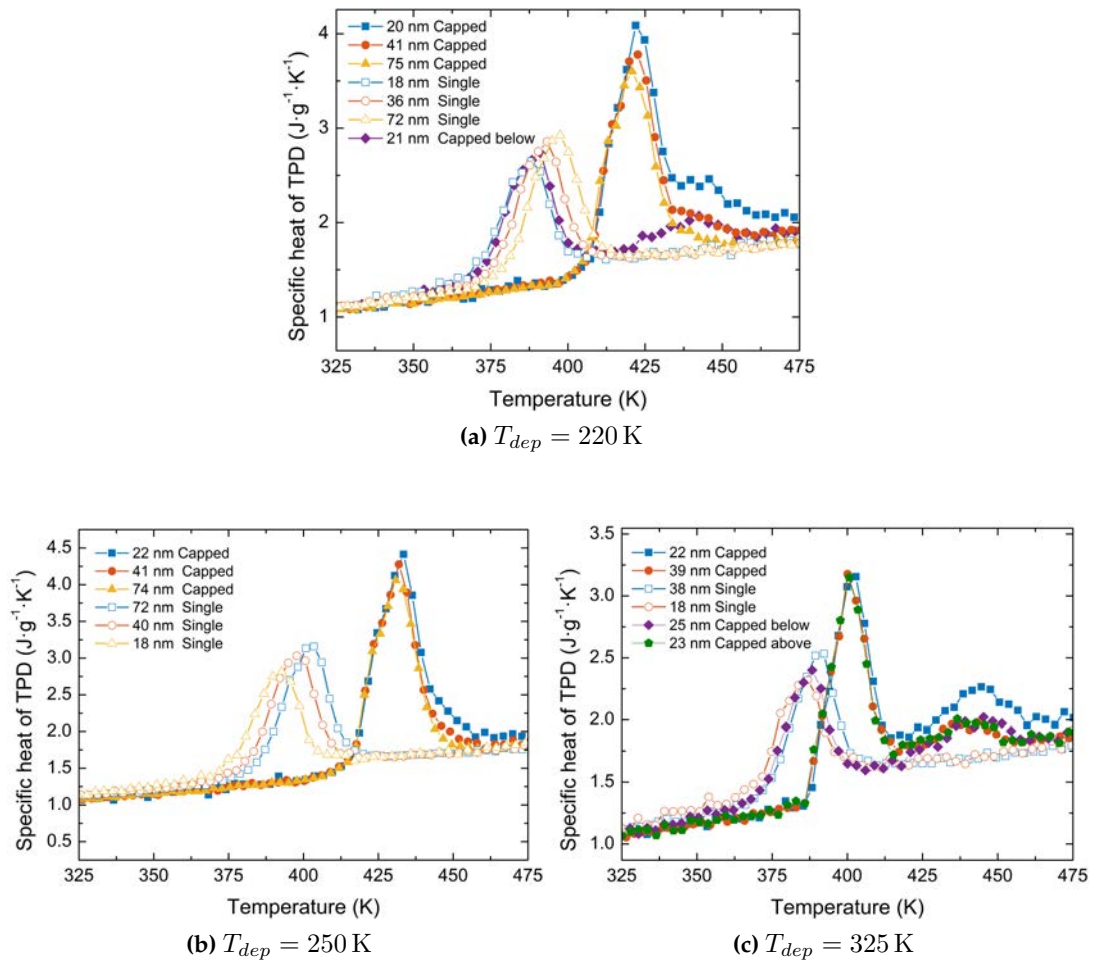 20 nm Capped
41 nm Capped
75 nm Capped
18 nm Single
36 nm Single
72 nm Single
21 nm Capped below
Specific heat of TPD (J·g⁻¹·K⁻¹)
4
3
2
1
325 350 375 400 425 450 475
Temperature (K)
(a) T_dep = 220 K
22 nm Capped
41 nm Capped
74 nm Capped
72 nm Single
40 nm Single
18 nm Single
Specific heat of TPD (J·g⁻¹·K⁻¹)
4.5
4.0
3.5
3.0
2.5
2.0
1.5
1.0
0.5
325 350 375 400 425 450 475
Temperature (K)
(b) T_dep = 250 K
22 nm Capped
39 nm Capped
38 nm Single
18 nm Single
25 nm Capped below
23 nm Capped above
Specific heat of TPD (J·g⁻¹·K⁻¹)
3.5
3.0
2.5
2.0
1.5
1.0
325 350 375 400 425 450 475
Temperature (K)
(c) T_dep = 325 K